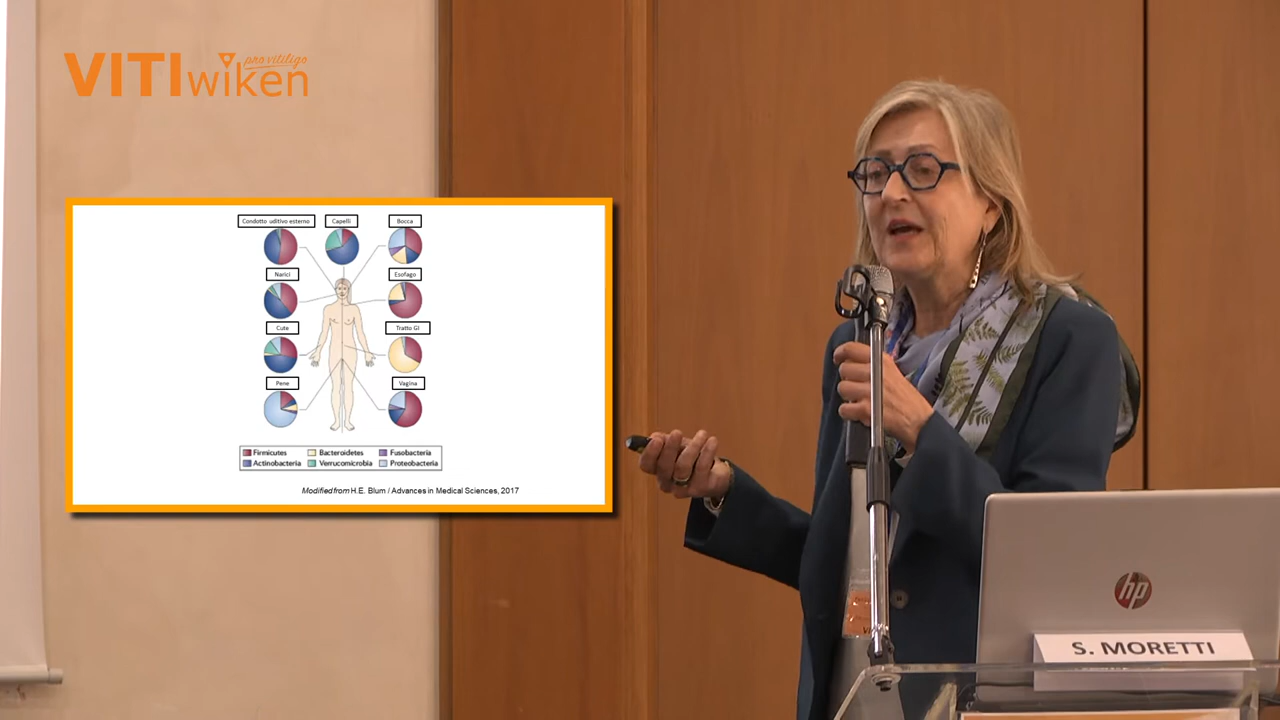 VITIwiken
pro vitiligo
Condotto uditivo esterno
Capelli
Bocca
Narici
Esofago
Cute
Tratto GI
Pene
Vagina
Firmicutes
Bacteroidetes
Fusobacteria
Actinobacteria
Verrucomicrobia
Proteobacteria
Modified from H.E. Blum / Advances in Medical Sciences, 2017
hp
S. MORETTI